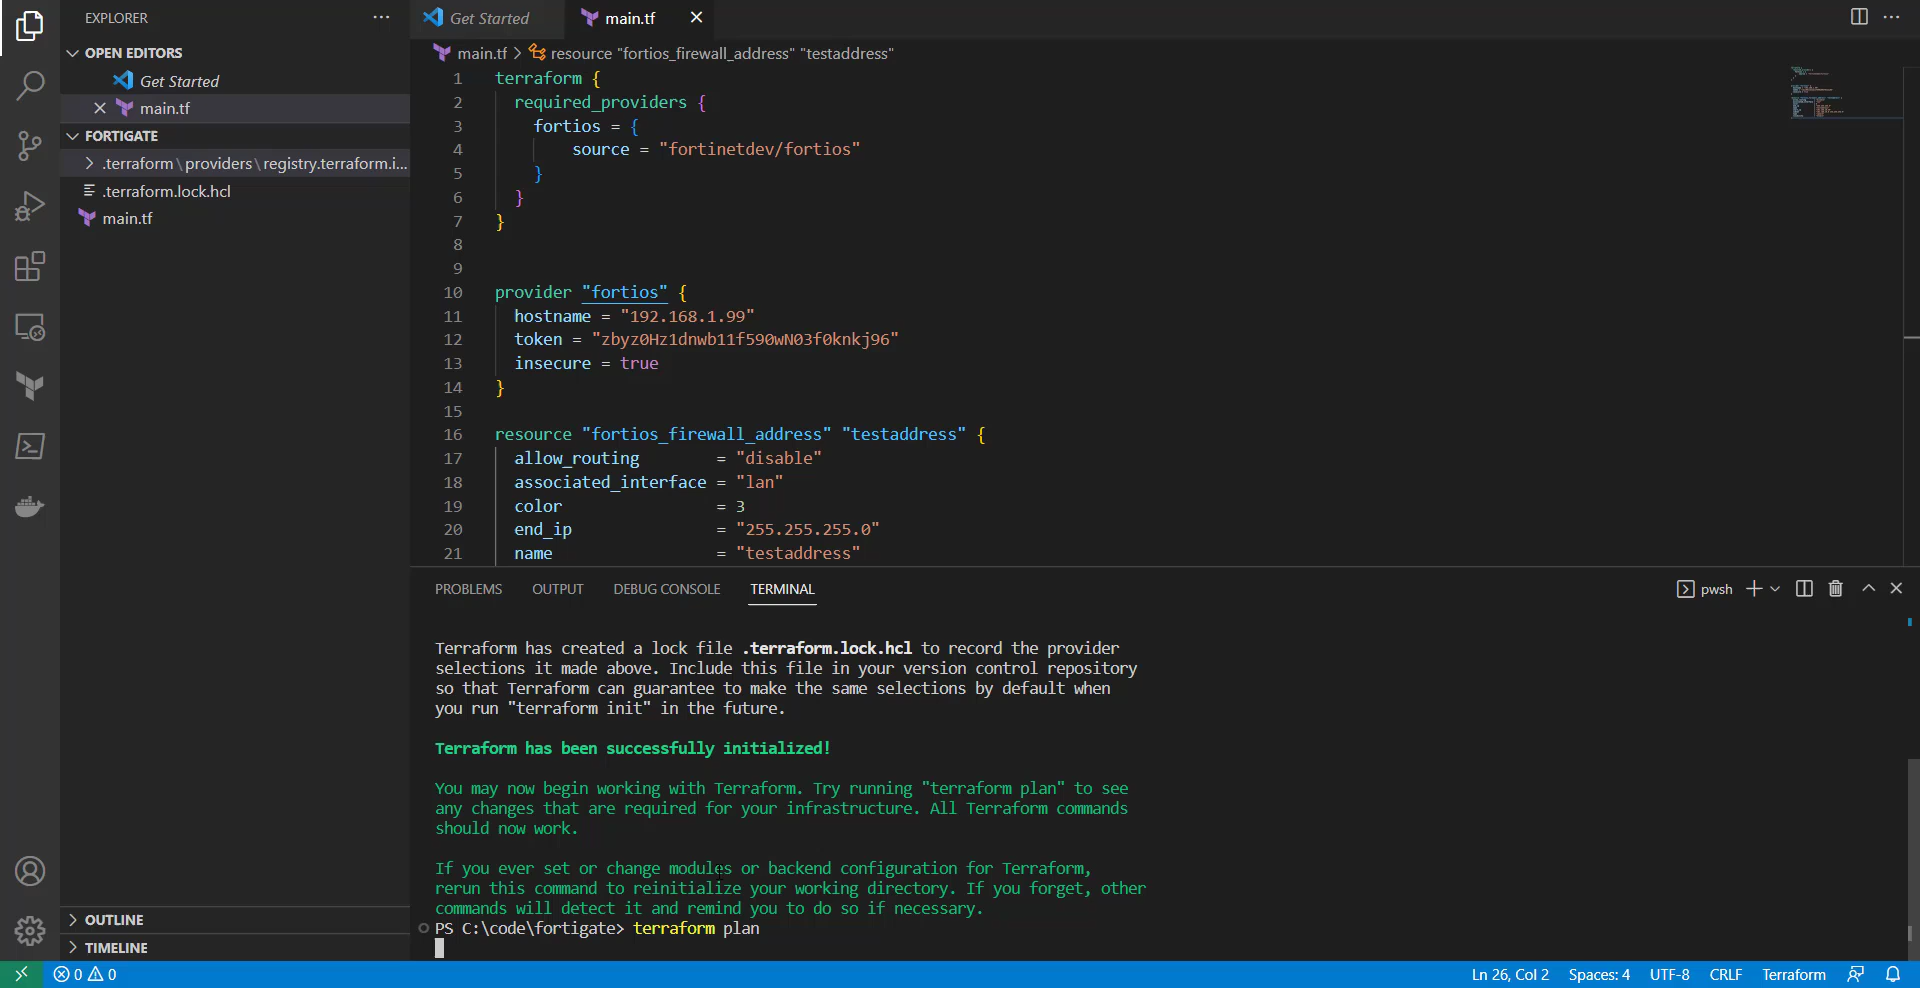 EXPLORER
OPEN EDITORS
Get Started
main.tf
FORTIGATE
.terraform\providers\registry.terraform.i...
.terraform.lock.hcl
main.tf
OUTLINE
TIMELINE
Get Started
main.tf
main.tf > resource "fortios_firewall_address" "testaddress"
1 terraform {
2 required_providers {
3 fortios = {
4 source = "fortinetdev/fortios"
5 }
6 }
7 }
8
9
10 provider "fortios" {
11 hostname = "192.168.1.99"
12 token = "zbyz0Hz1dnwb11f590wN03f0knkj96"
13 insecure = true
14 }
15
16 resource "fortios_firewall_address" "testaddress" {
17 allow_routing = "disable"
18 associated_interface = "lan"
19 color = 3
20 end_ip = "255.255.255.0"
21 name = "testaddress"
PROBLEMS OUTPUT DEBUG CONSOLE TERMINAL
pwsh
Terraform has created a lock file .terraform.lock.hcl to record the provider
selections it made above. Include this file in your version control repository
so that Terraform can guarantee to make the same selections by default when
you run "terraform init" in the future.
Terraform has been successfully initialized!
You may now begin working with Terraform. Try running "terraform plan" to see
any changes that are required for your infrastructure. All Terraform commands
should now work.
If you ever set or change modules or backend configuration for Terraform,
rerun this command to reinitialize your working directory. If you forget, other
commands will detect it and remind you to do so if necessary.
PS C:\code\fortigate> terraform plan
0 0
Ln 26, Col 2 Spaces: 4 UTF-8 CRLF Terraform